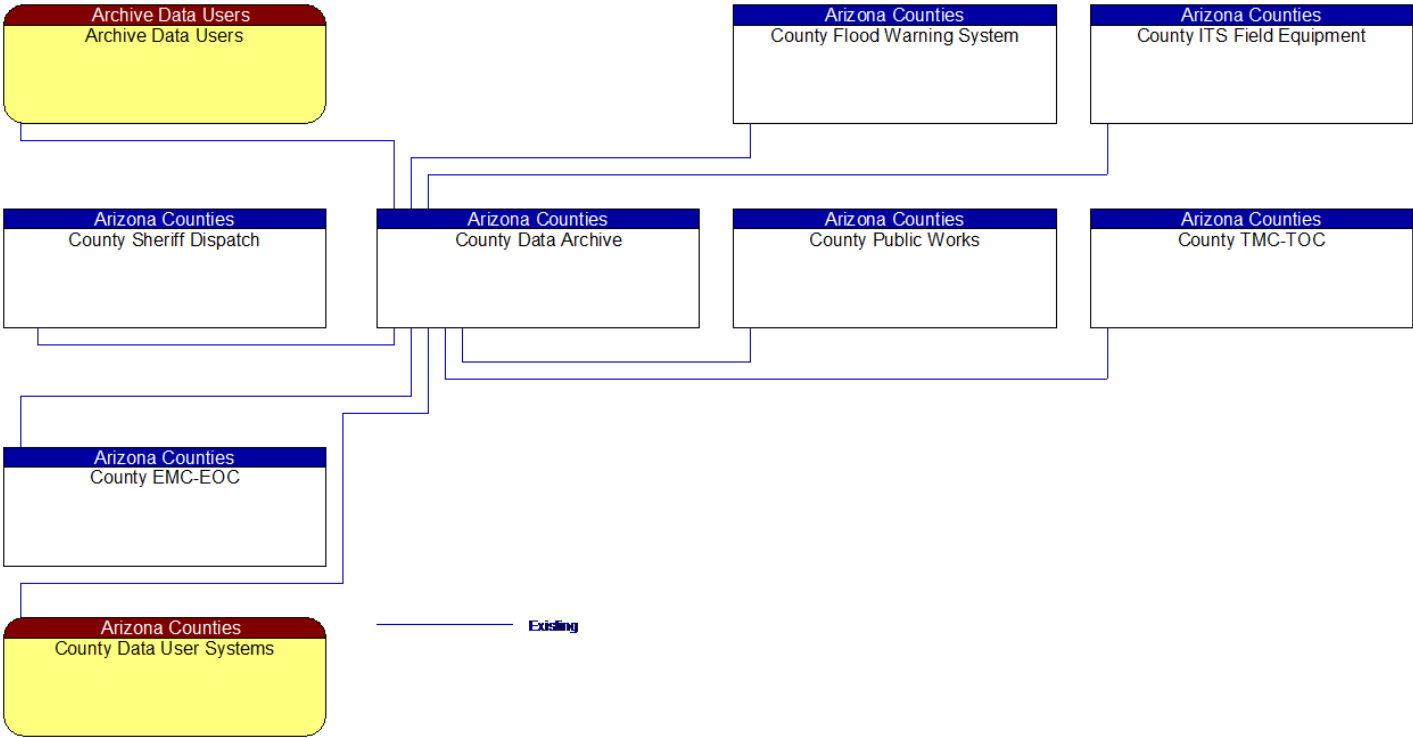 Archive Data Users
Archive Data Users
Arizona Counties
County Flood Warning System
Arizona Counties
County ITS Field Equipment
Arizona Counties
County Sheriff Dispatch
Arizona Counties
County Data Archive
Arizona Counties
County Public Works
Arizona Counties
County TMC-TOC
Arizona Counties
County EMC-EOC
Arizona Counties
County Data User Systems
Existing